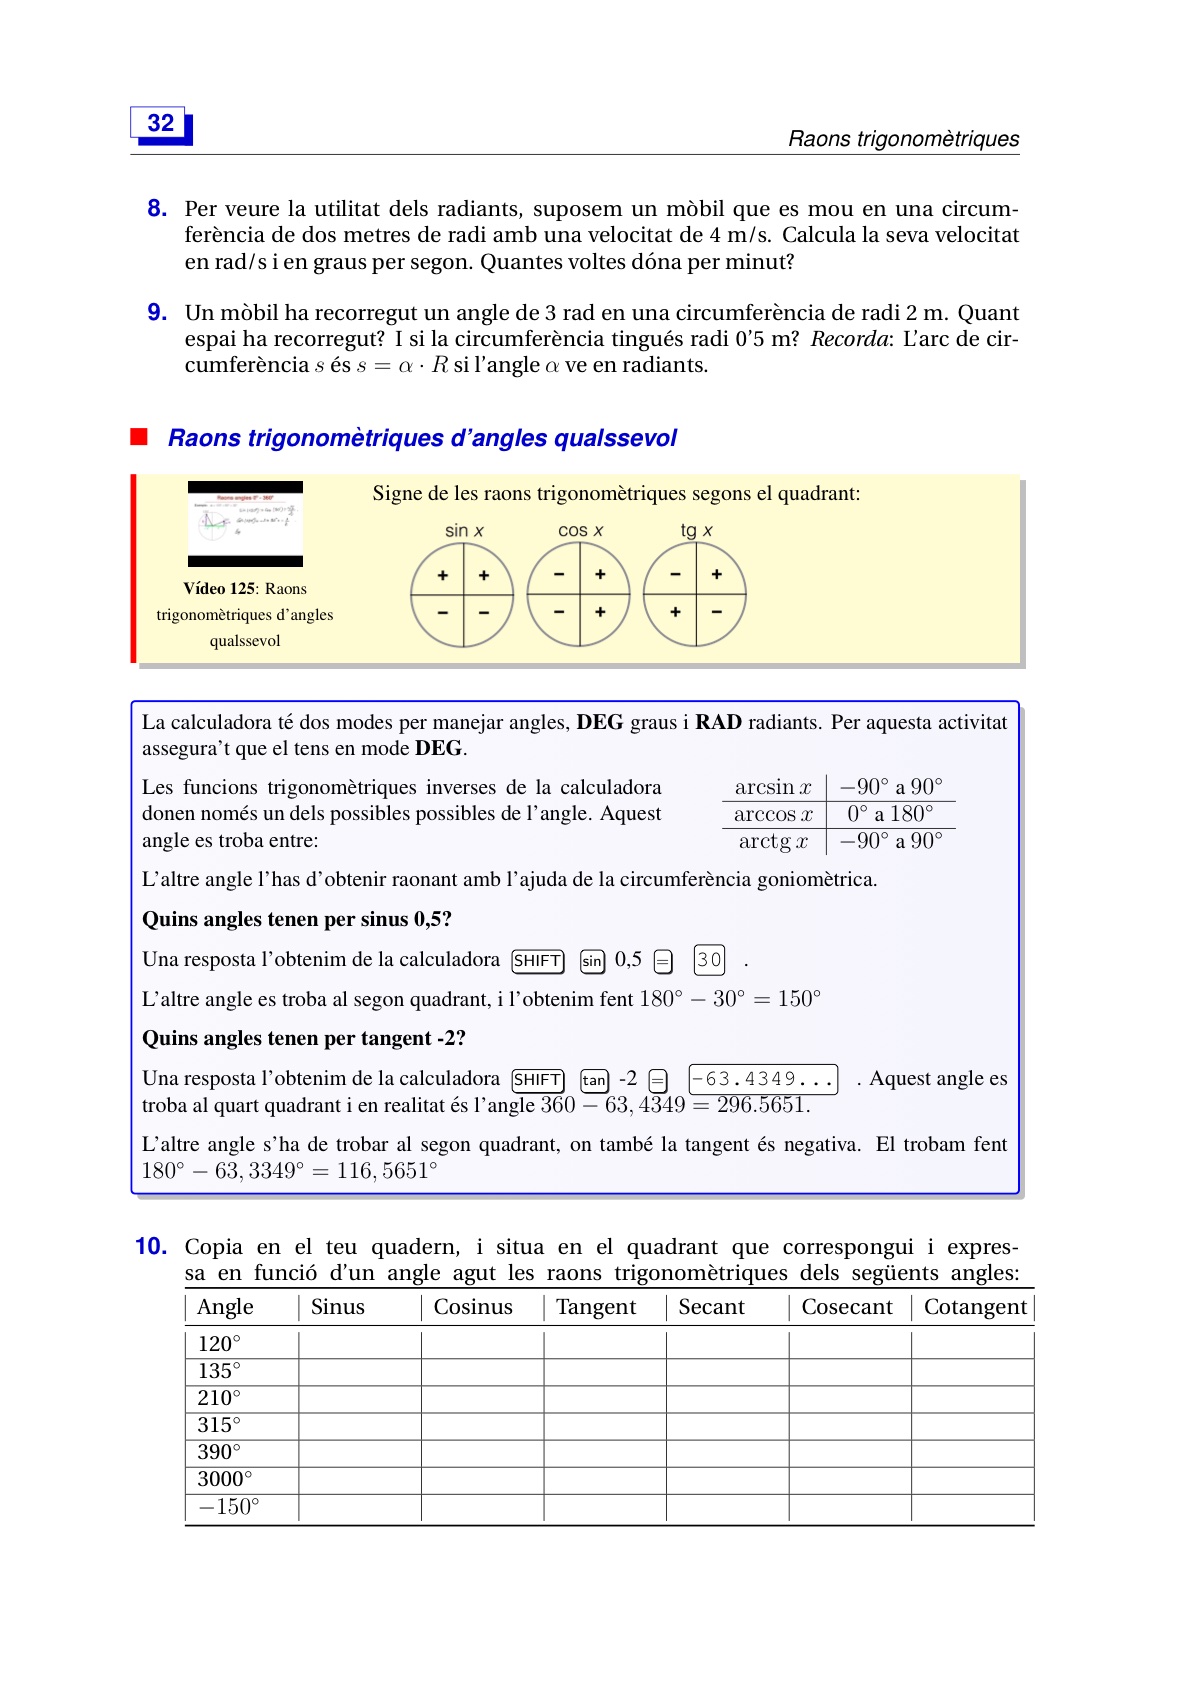 32
Raons trigonomètriques
8. Per veure la utilitat dels radiants, suposem un mòbil que es mou en una circum-
ferència de dos metres de radi amb una velocitat de 4 m/s. Calcula la seva velocitat
en rad/s i en graus per segon. Quantes voltes dóna per minut?
9. Un mòbil ha recorregut un angle de 3 rad en una circumferència de radi 2 m. Quant
espai ha recorregut? I si la circumferència tingués radi 0'5 m? Recorda: L'arc de cir-
cumferència s és s = α · R si l'angle α ve en radiants.
Raons trigonomètriques d'angles qualssevol
Raons angles 0° - 360°
Vídeo 125: Raons
trigonomètriques d'angles
qualssevol
Signe de les raons trigonomètriques segons el quadrant:
sin x cos x tg x
+ + − + − +
− − − + + −
La calculadora té dos modes per manejar angles, DEG graus i RAD radiants. Per aquesta activitat
assegura't que el tens en mode DEG.
Les funcions trigonomètriques inverses de la calculadora
donen només un dels possibles possibles de l'angle. Aquest
angle es troba entre:
arcsin x −90° a 90°
arccos x 0° a 180°
arctg x −90° a 90°
L'altre angle l'has d'obtenir raonant amb l'ajuda de la circumferència goniomètrica.
Quins angles tenen per sinus 0,5?
Una resposta l'obtenim de la calculadora SHIFT sin 0,5 = 30 .
L'altre angle es troba al segon quadrant, i l'obtenim fent 180° − 30° = 150°
Quins angles tenen per tangent -2?
Una resposta l'obtenim de la calculadora SHIFT tan -2 = -63.4349... . Aquest angle es
troba al quart quadrant i en realitat és l'angle 360 − 63, 4349 = 296.5651.
L'altre angle s'ha de trobar al segon quadrant, on també la tangent és negativa. El trobam fent
180° − 63, 3349° = 116, 5651°
10. Copia en el teu quadern, i situa en el quadrant que correspongui i expres-
sa en funció d'un angle agut les raons trigonomètriques dels següents angles:
Angle Sinus Cosinus Tangent Secant Cosecant Cotangent
120°
135°
210°
315°
390°
3000°
−150°